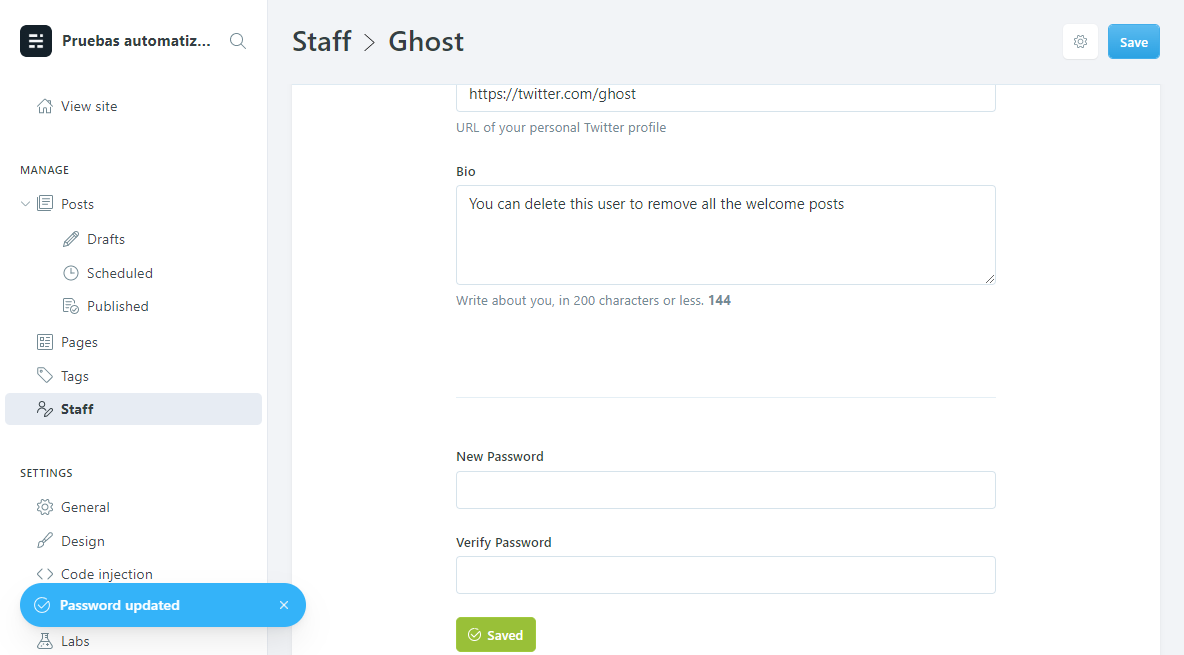 Pruebas automatiz...
View site
MANAGE
Posts
Drafts
Scheduled
Published
Pages
Tags
Staff
SETTINGS
General
Design
Code injection
Password updated
Labs
Staff > Ghost
Save
https://twitter.com/ghost
URL of your personal Twitter profile
Bio
You can delete this user to remove all the welcome posts
Write about you, in 200 characters or less. 144
New Password
Verify Password
Saved